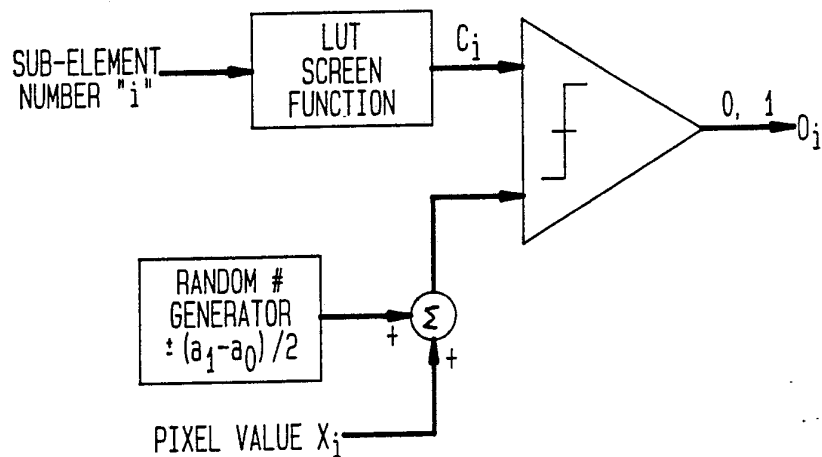 SUB-ELEMENT
NUMBER "i"
LUT
SCREEN
FUNCTION
Ci
0, 1
Oi
RANDOM #
GENERATOR
±(a1-a0)/2
Σ
+
+
PIXEL VALUE Xi